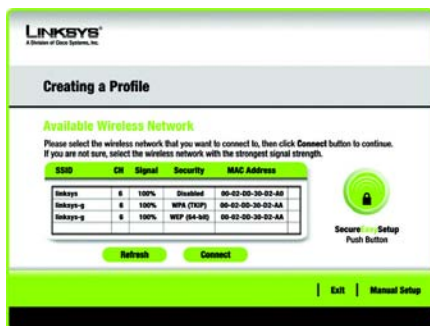 LINKSYS®
A Division of Cisco Systems, Inc.
Creating a Profile
Available Wireless Network
Please select the wireless network that you want to connect to, then click Connect button to continue.
If you are not sure, select the wireless network with the strongest signal strength.
SSID CH Signal Security MAC Address
linksys 6 100% Disabled 00-02-DD-30-D2-A0
linksys-g 6 100% WPA (TKIP) 00-02-DD-30-D2-AA
linksys-g 6 100% WEP (64-bit) 00-02-DD-30-D2-AA
SecureEasySetup
Push Button
Refresh Connect
Exit Manual Setup